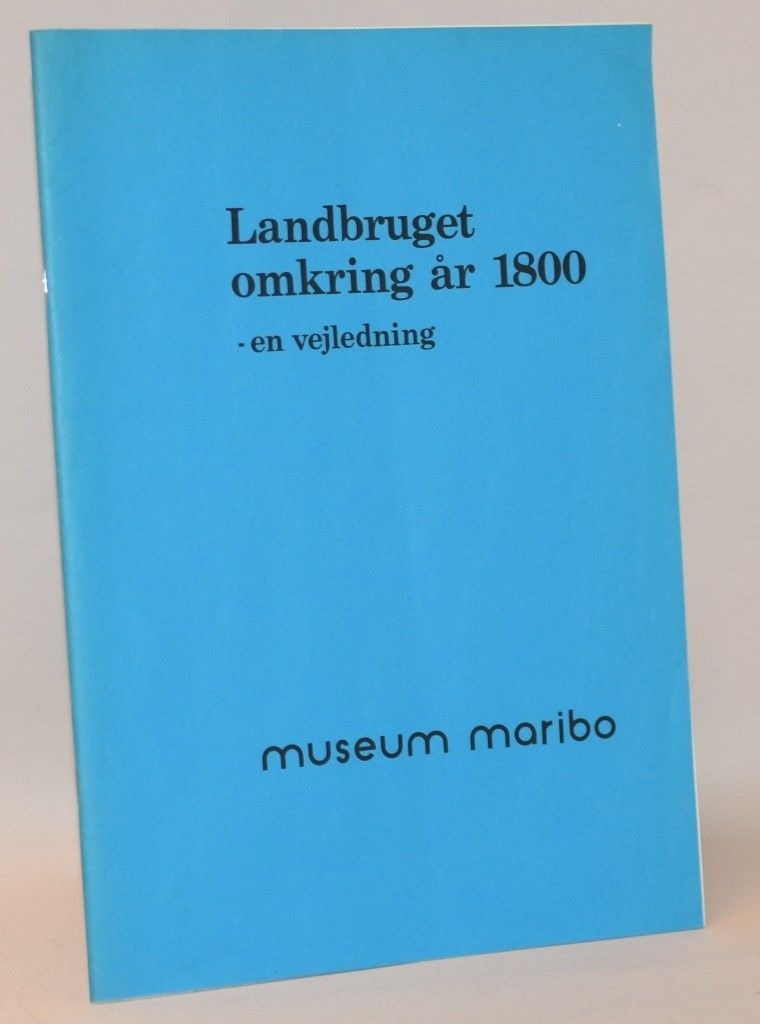 Landbruget
omkring år 1800
- en vejledning
museum maribo